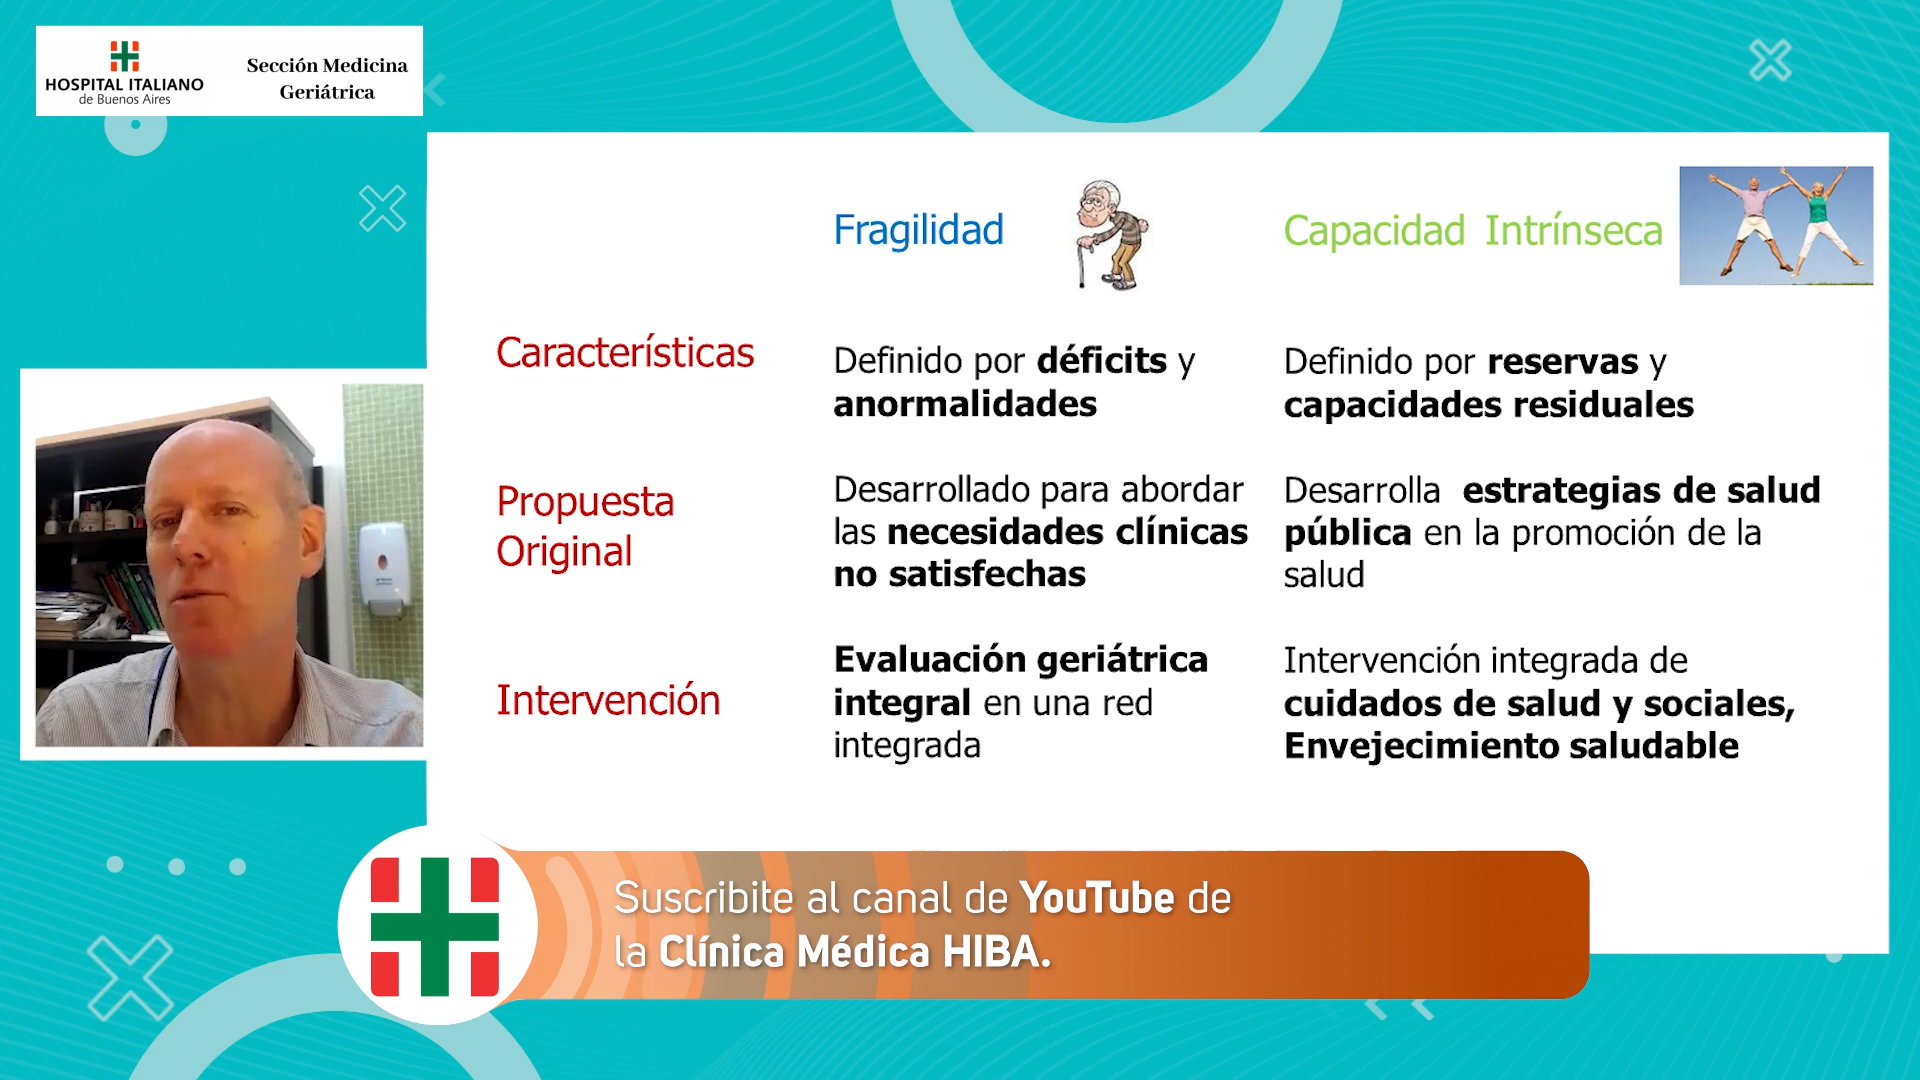 HOSPITAL ITALIANO
de Buenos Aires
Sección Medicina
Geriátrica
Fragilidad
Capacidad Intrínseca
Características
Definido por déficits y
anormalidades
Definido por reservas y
capacidades residuales
Propuesta
Original
Desarrollado para abordar
las necesidades clínicas
no satisfechas
Desarrolla estrategias de salud
pública en la promoción de la
salud
Intervención
Evaluación geriátrica
integral en una red
integrada
Intervención integrada de
cuidados de salud y sociales,
Envejecimiento saludable
Suscribite al canal de YouTube de
la Clínica Médica HIBA.